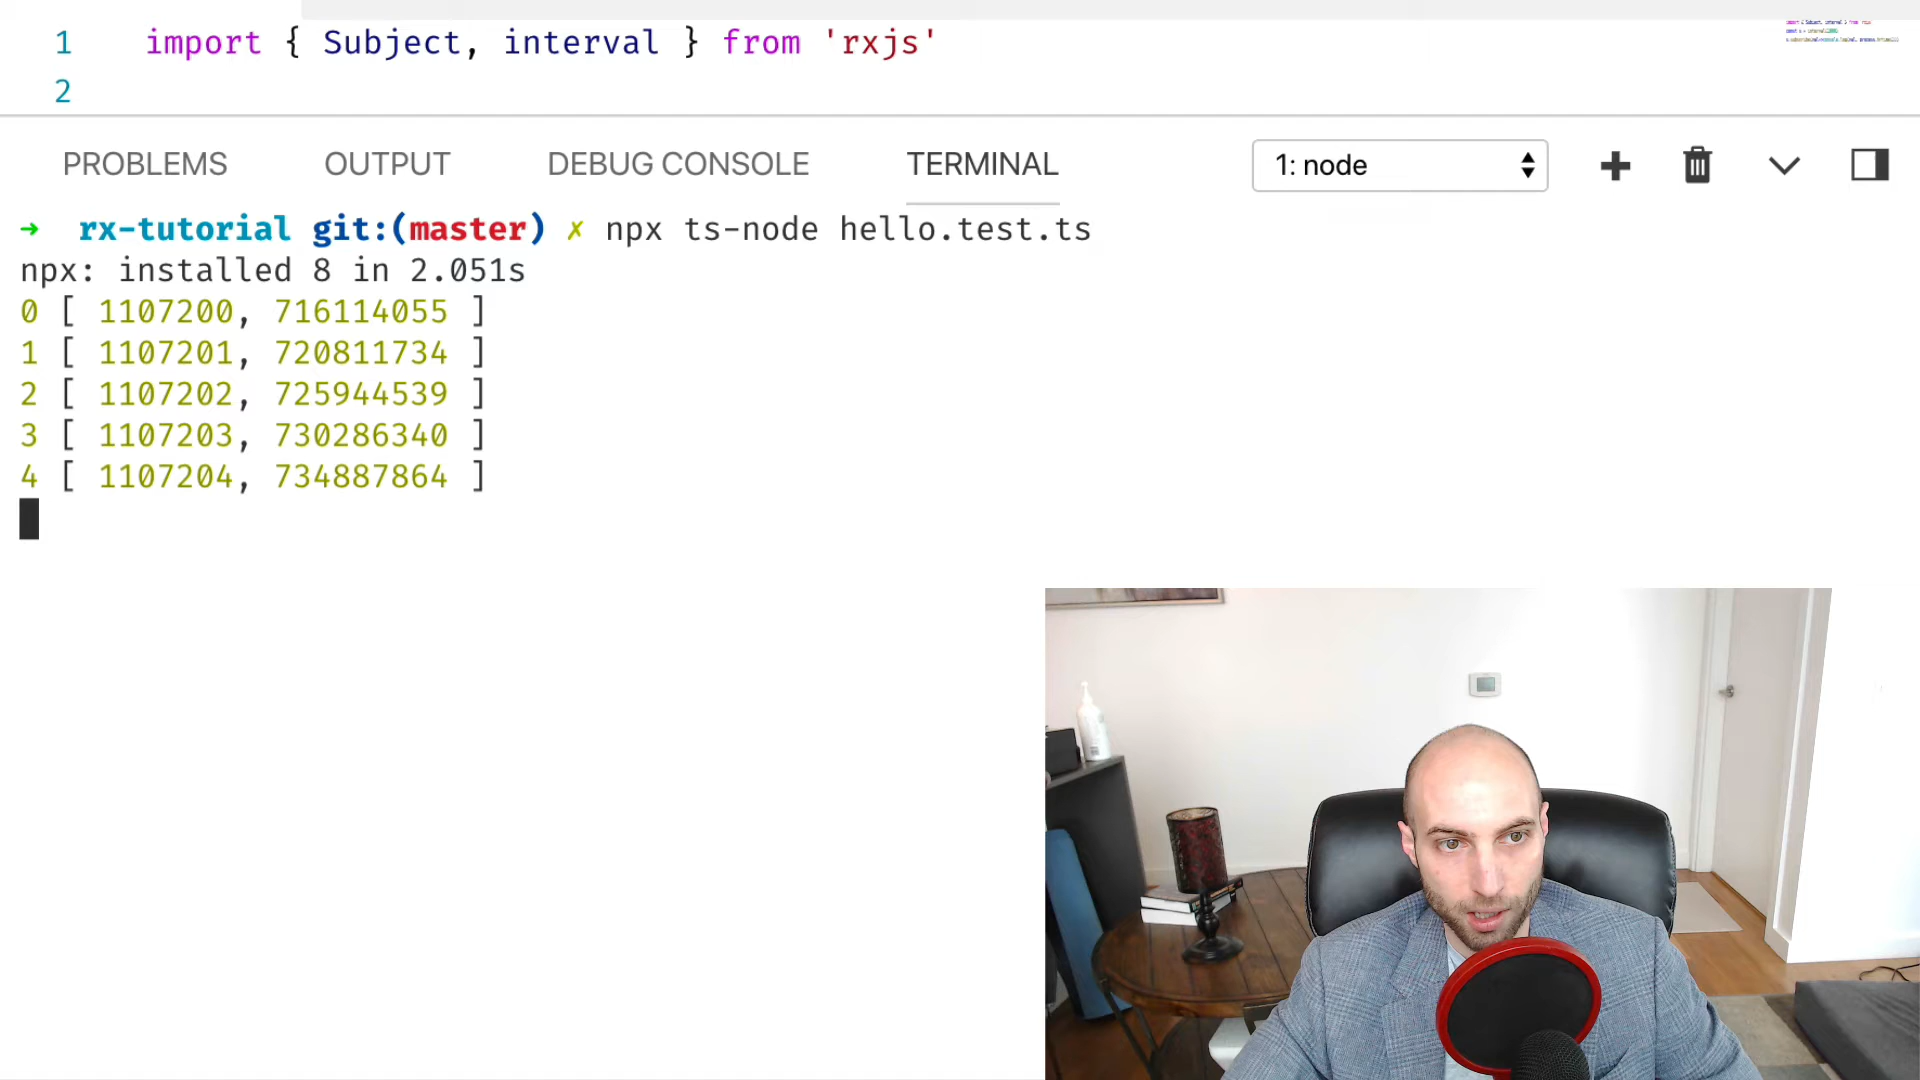 1 import { Subject, interval } from 'rxjs'
2
PROBLEMS OUTPUT DEBUG CONSOLE TERMINAL 1: node
→ rx-tutorial git:(master) ✗ npx ts-node hello.test.ts
npx: installed 8 in 2.051s
0 [ 1107200, 716114055 ]
1 [ 1107201, 720811734 ]
2 [ 1107202, 725944539 ]
3 [ 1107203, 730286340 ]
4 [ 1107204, 734887864 ]